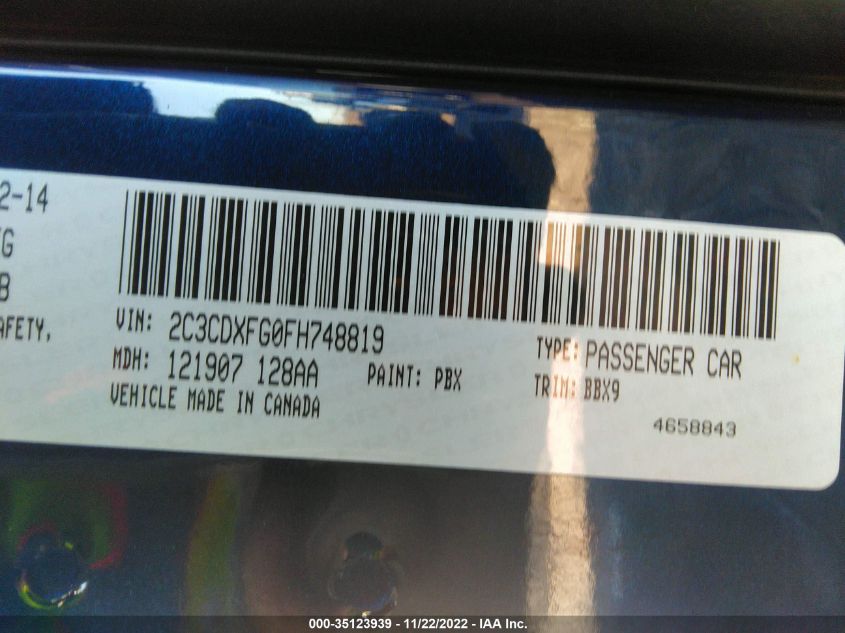 2-14
FG
B
AFETY,
VIN: 2C3CDXFG0FH748819
TYPE: PASSENGER CAR
MDH: 121907 128AA
PAINT: PBX
TRIM: BBX9
VEHICLE MADE IN CANADA
4658843
000-35123939 - 11/22/2022 - IAA Inc.